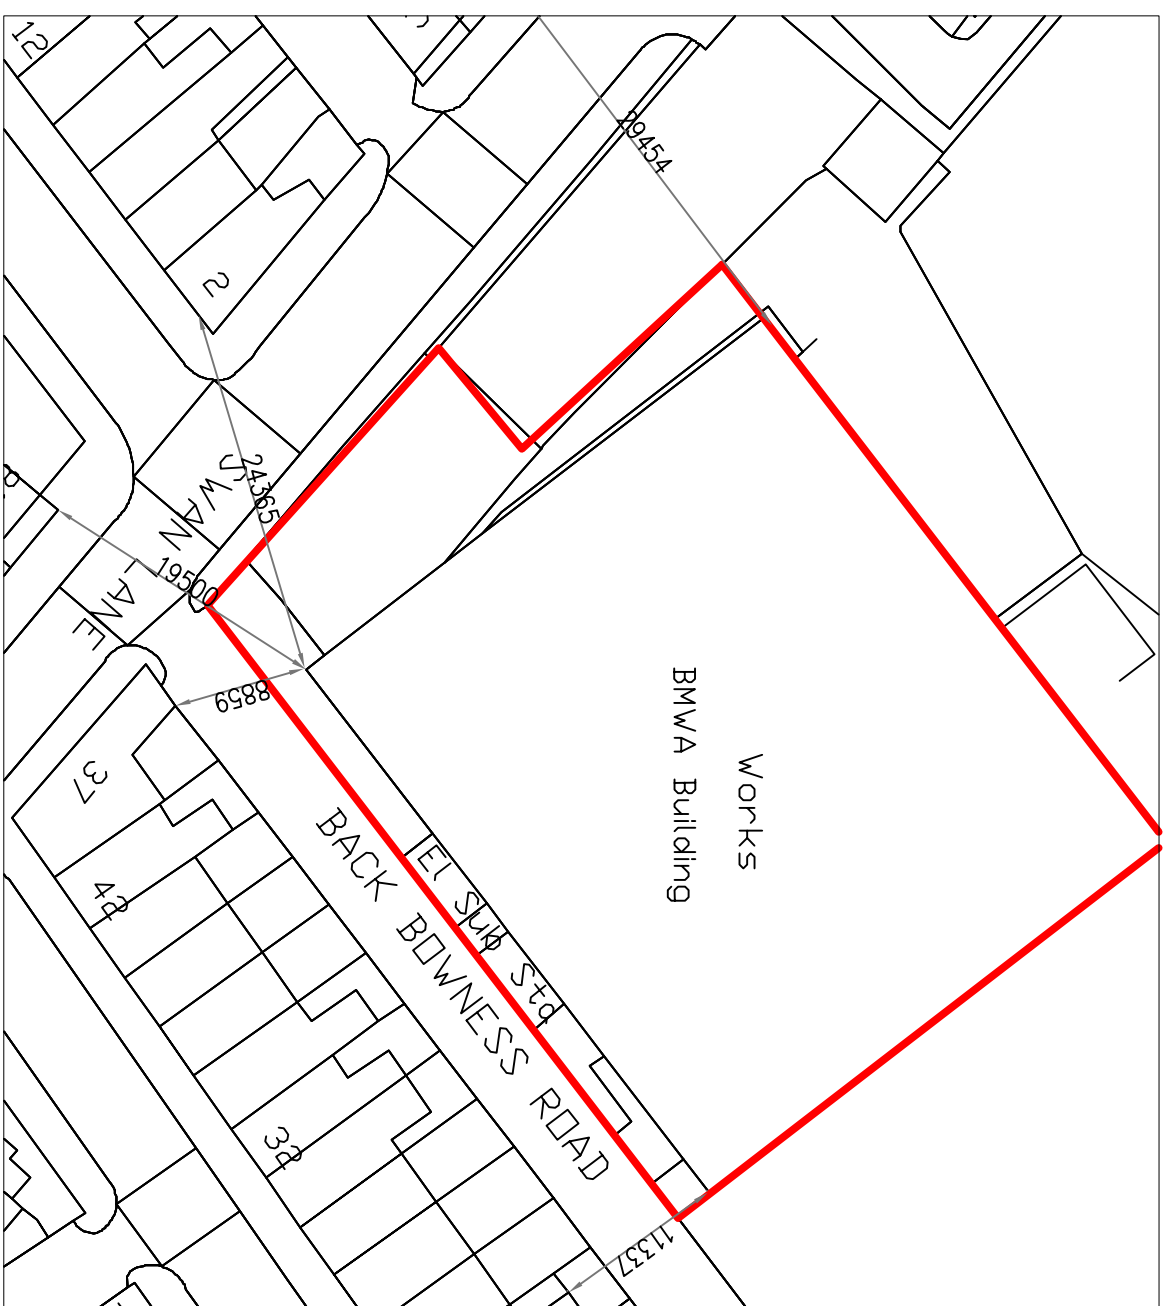 12
29454
2
24365
SWAN LANE
19500
8859
Works
BMWA Building
37
42
El Sub Sta
BACK BOWNESS ROAD
32
11337